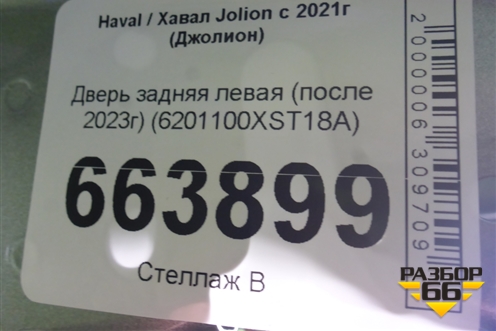 Haval / Хавал Jolion с 2021г
(Джолион)
Дверь задняя левая (после
2023г) (6201100XST18A)
663899
Стеллаж В
2000006309709
РАЗБОР
66